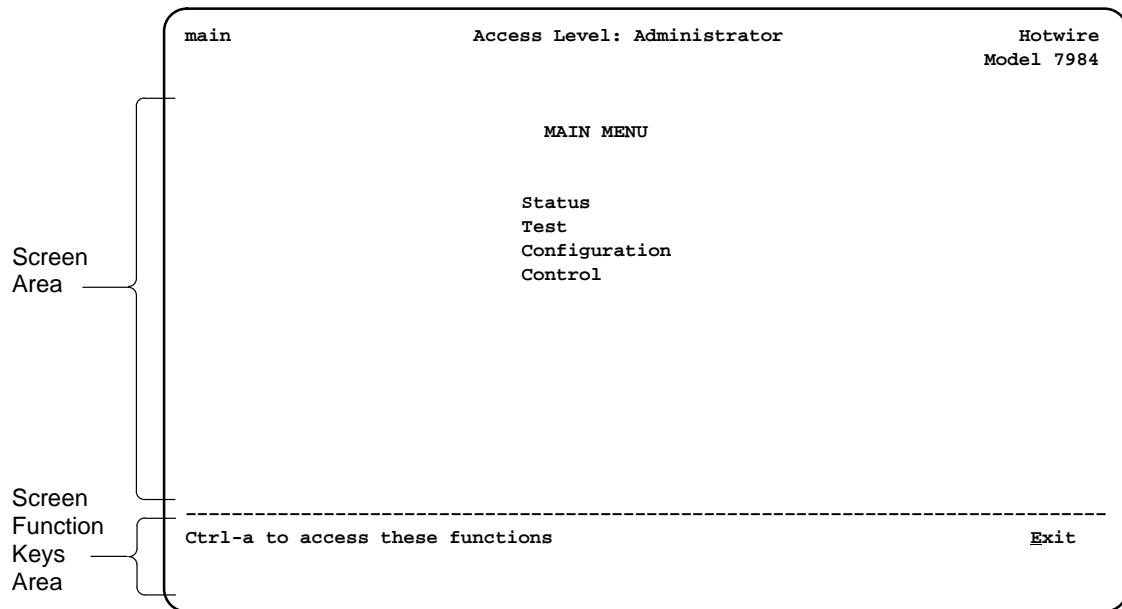 main Access Level: Administrator Hotwire
Model 7984
MAIN MENU
Status
Test
Configuration
Control
Screen
Area
Screen
Function
Keys
Area
--------------------------------------------------------------------------------
Ctrl-a to access these functions Exit